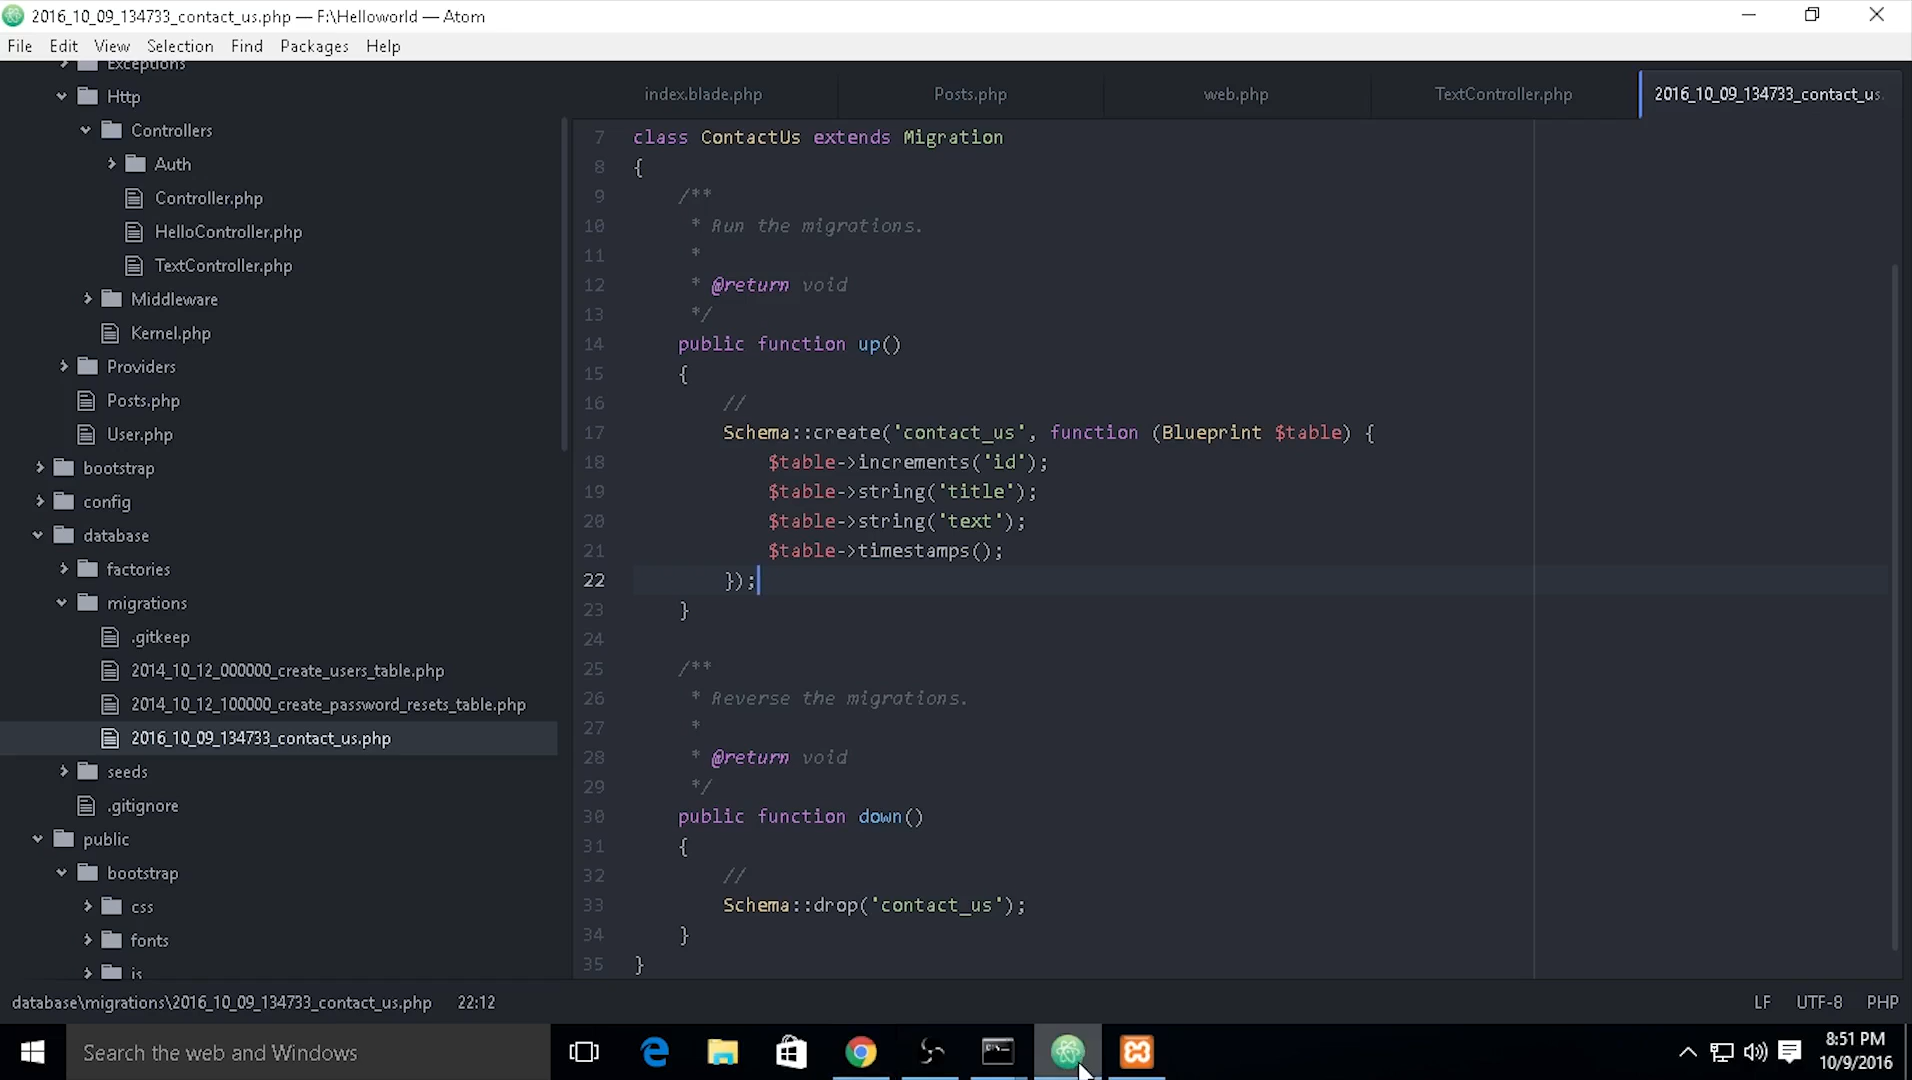 2016_10_09_134733_contact_us.php — F:\Helloworld — Atom
File Edit View Selection Find Packages Help
Exceptions
Http
Controllers
Auth
Controller.php
HelloController.php
TextController.php
Middleware
Kernel.php
Providers
Posts.php
User.php
bootstrap
config
database
factories
migrations
.gitkeep
2014_10_12_000000_create_users_table.php
2014_10_12_100000_create_password_resets_table.php
2016_10_09_134733_contact_us.php
seeds
.gitignore
public
bootstrap
css
fonts
js
index.blade.php Posts.php web.php TextController.php 2016_10_09_134733_contact_us.
7 class ContactUs extends Migration
8 {
9 /**
10 * Run the migrations.
11 *
12 * @return void
13 */
14 public function up()
15 {
16 //
17 Schema::create('contact_us', function (Blueprint $table) {
18 $table->increments('id');
19 $table->string('title');
20 $table->string('text');
21 $table->timestamps();
22 });
23 }
24
25 /**
26 * Reverse the migrations.
27 *
28 * @return void
29 */
30 public function down()
31 {
32 //
33 Schema::drop('contact_us');
34 }
35 }
database\migrations\2016_10_09_134733_contact_us.php 22:12 LF UTF-8 PHP
Search the web and Windows
8:51 PM
10/9/2016